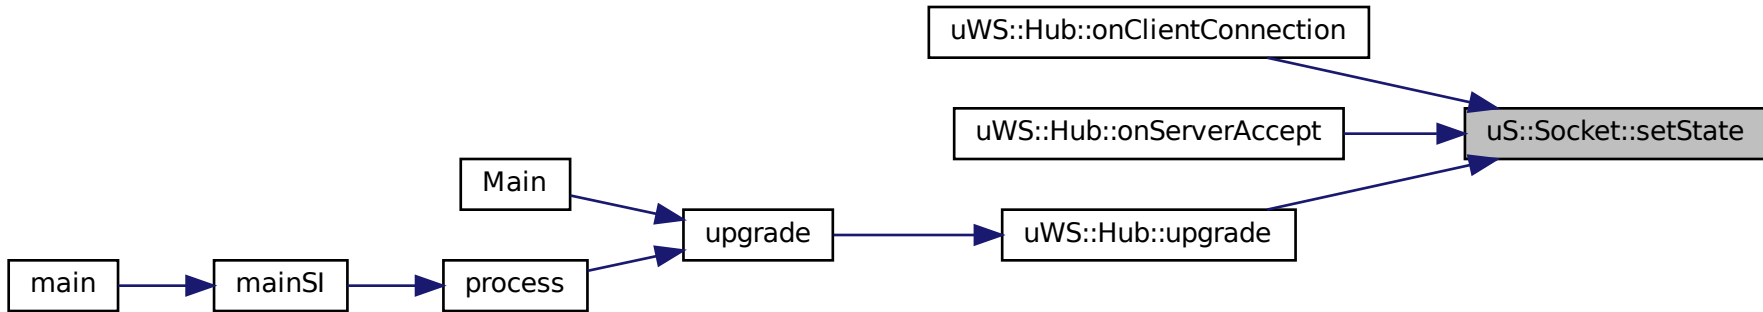 uWS::Hub::onClientConnection
uWS::Hub::onServerAccept
uS::Socket::setState
Main
upgrade
uWS::Hub::upgrade
main
mainSI
process